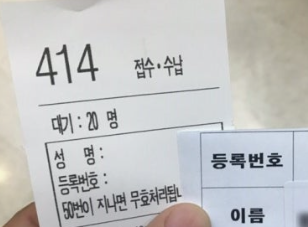 414 접수·수납
대기 : 20 명
성 명 :
등록번호 :
50번이 지나면 무효처리됩니
등록번호
이름